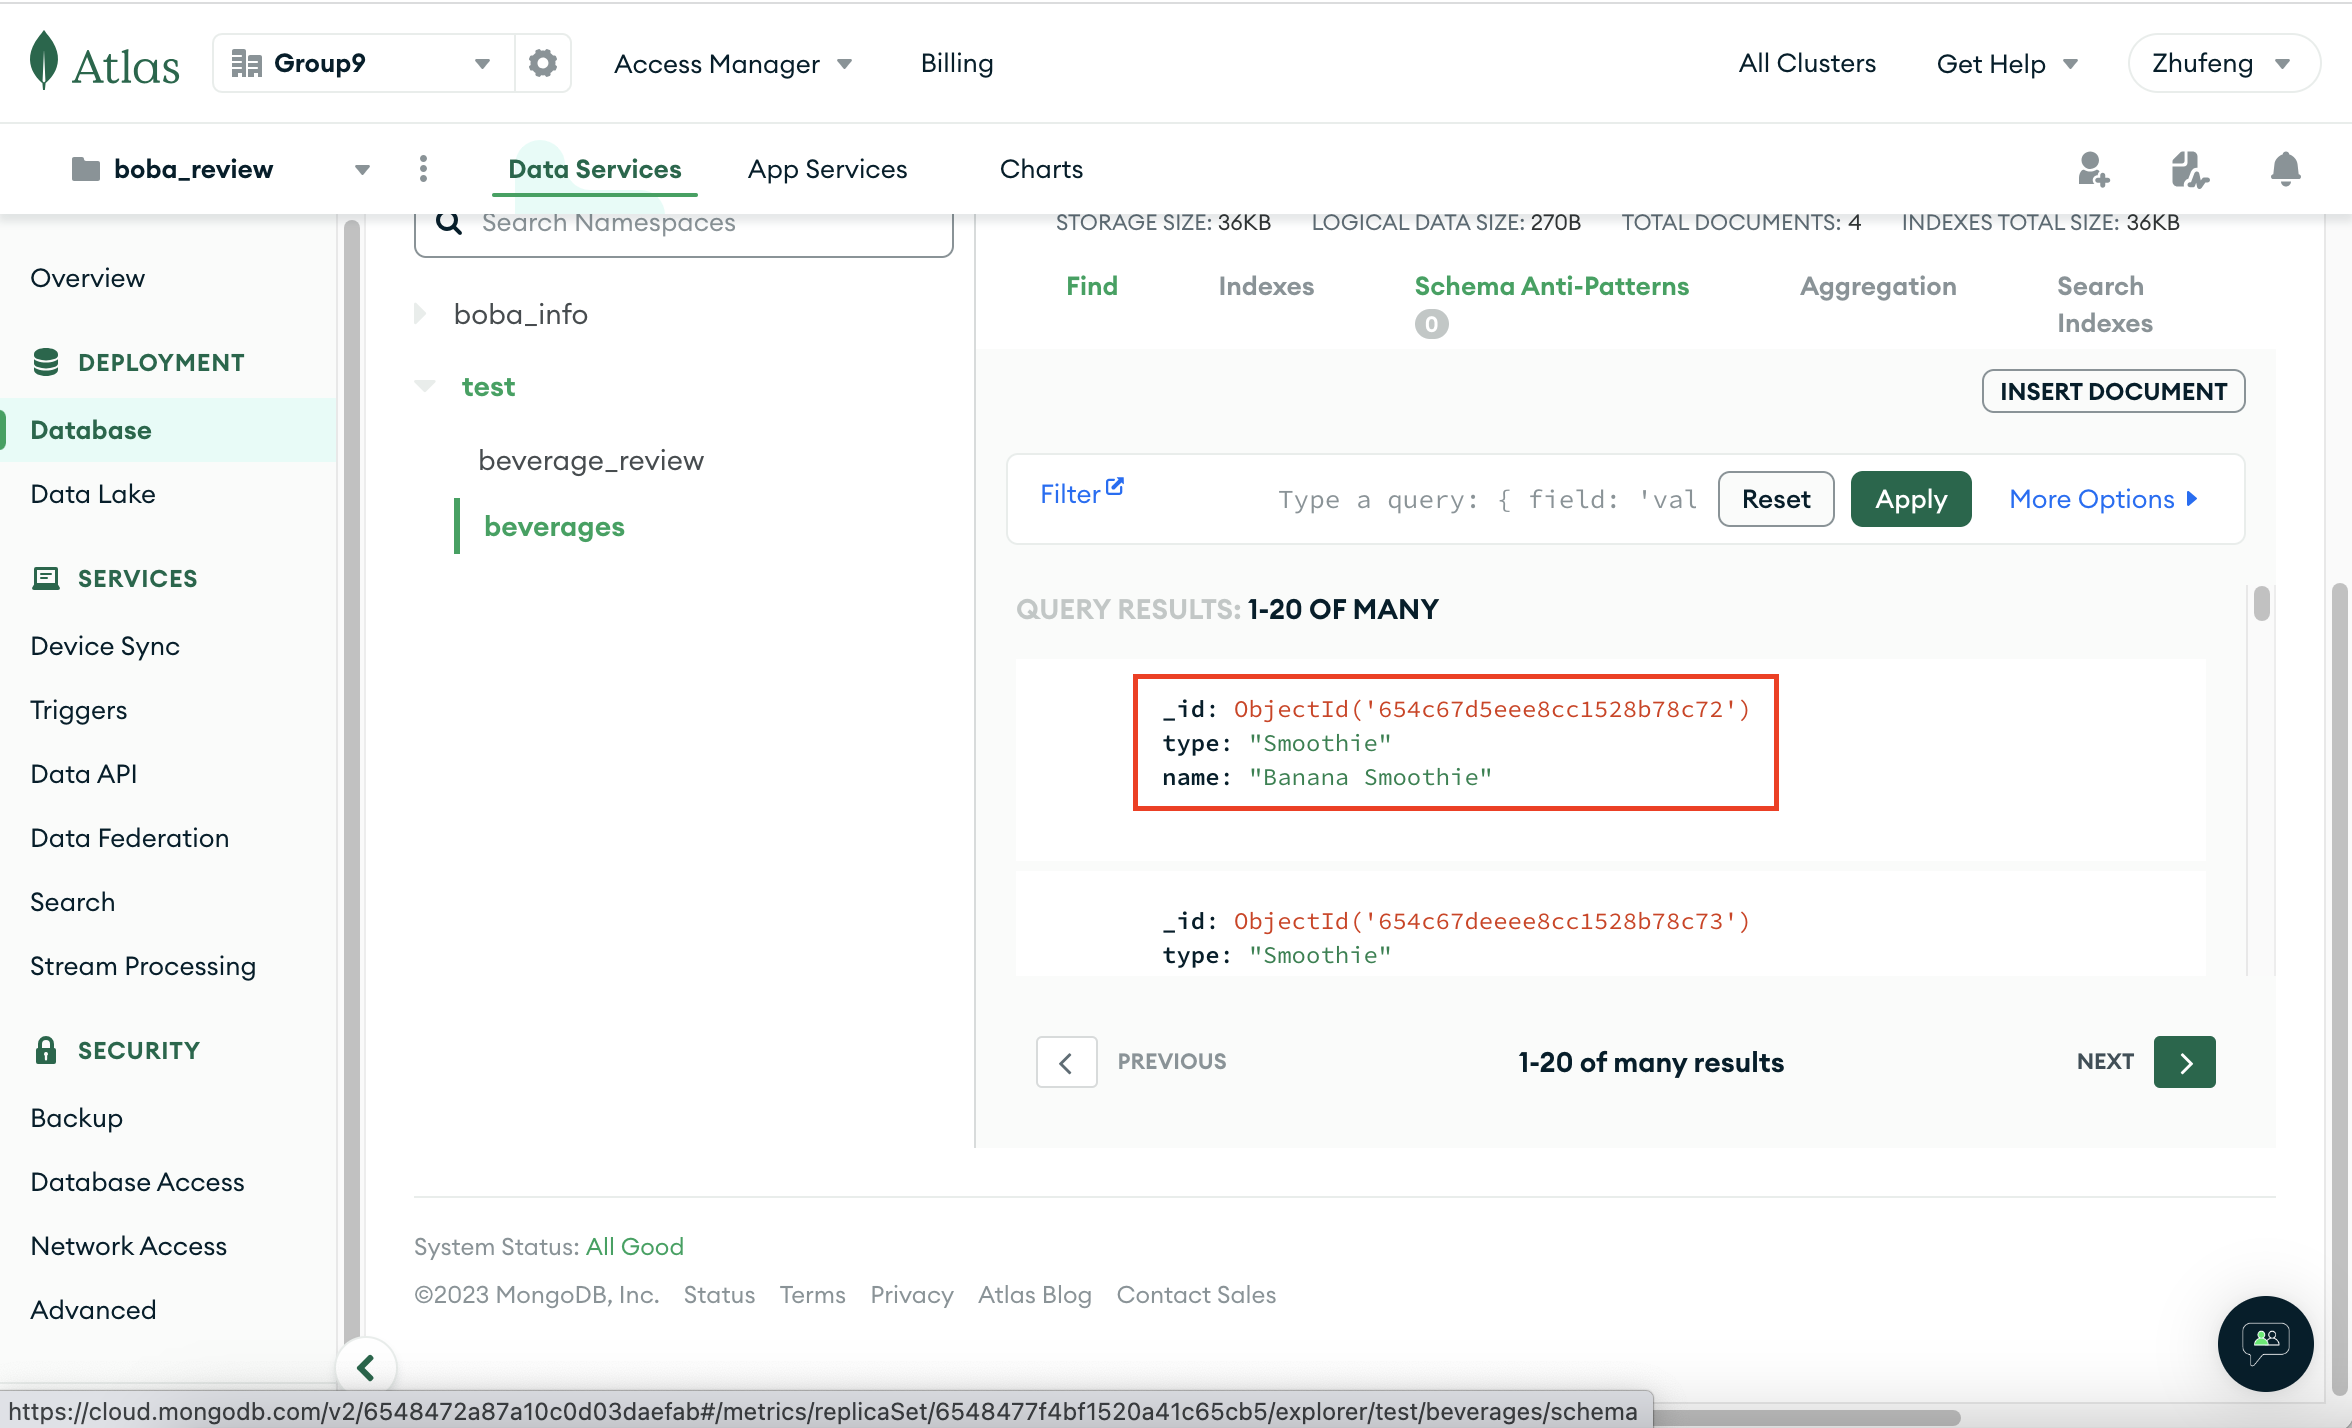 Atlas
Group9
Access Manager
Billing
All Clusters
Get Help
Zhufeng
boba_review
Data Services
App Services
Charts
Overview
DEPLOYMENT
Database
Data Lake
SERVICES
Device Sync
Triggers
Data API
Data Federation
Search
Stream Processing
SECURITY
Backup
Database Access
Network Access
Advanced
Search Namespaces
boba_info
test
beverage_review
beverages
STORAGE SIZE: 36KB LOGICAL DATA SIZE: 270B TOTAL DOCUMENTS: 4 INDEXES TOTAL SIZE: 36KB
Find
Indexes
Schema Anti-Patterns
0
Aggregation
Search
Indexes
INSERT DOCUMENT
Filter
Type a query: { field: 'val
Reset
Apply
More Options
QUERY RESULTS: 1-20 OF MANY
_id: ObjectId('654c67d5eee8cc1528b78c72')
type: "Smoothie"
name: "Banana Smoothie"
_id: ObjectId('654c67deeee8cc1528b78c73')
type: "Smoothie"
PREVIOUS
1-20 of many results
NEXT
System Status: All Good
©2023 MongoDB, Inc. Status Terms Privacy Atlas Blog Contact Sales
https://cloud.mongodb.com/v2/6548472a87a10c0d03daefab#/metrics/replicaSet/6548477f4bf1520a41c65cb5/explorer/test/beverages/schema